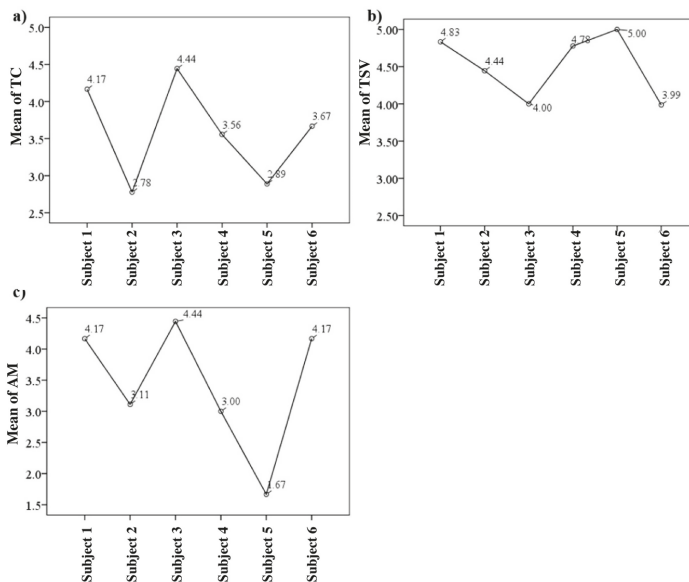 a)
Mean of TC
5.0
4.5
4.0
3.5
3.0
2.5
4.17
2.78
4.44
3.56
2.89
3.67
Subject 1
Subject 2
Subject 3
Subject 4
Subject 5
Subject 6
b)
Mean of TSV
5.00
4.50
4.00
3.50
3.00
2.50
4.83
4.44
4.00
4.78
5.00
3.99
Subject 1
Subject 2
Subject 3
Subject 4
Subject 5
Subject 6
c)
Mean of AM
4.5
4.0
3.5
3.0
2.5
2.0
1.5
4.17
3.11
4.44
3.00
1.67
4.17
Subject 1
Subject 2
Subject 3
Subject 4
Subject 5
Subject 6